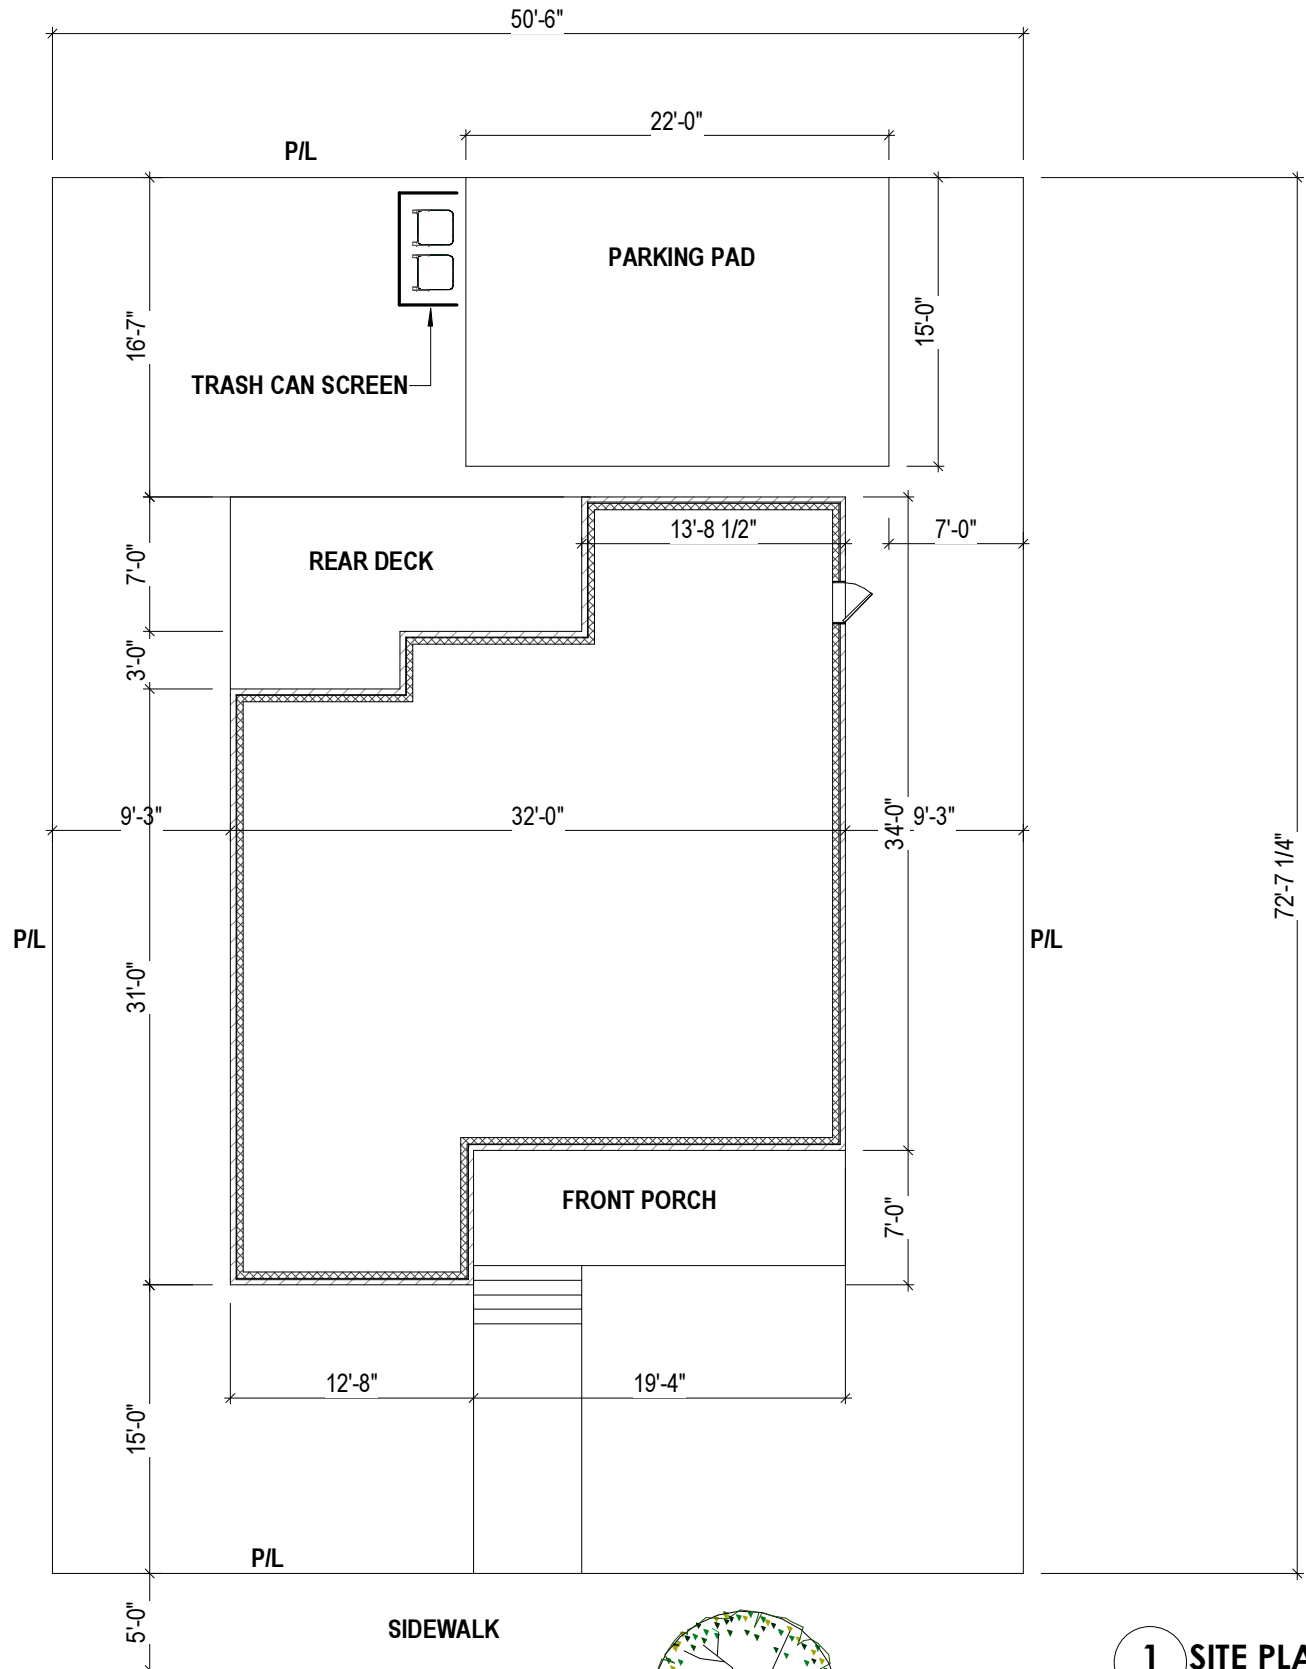 50'-6"
22'-0"
P/L
PARKING PAD
16'-7"
15'-0"
TRASH CAN SCREEN
13'-8 1/2"
7'-0"
REAR DECK
7'-0"
3'-0"
9'-3"
32'-0"
34'-0"
9'-3"
72'-7 1/4"
P/L
P/L
31'-0"
FRONT PORCH
7'-0"
12'-8"
19'-4"
15'-0"
P/L
5'-0"
SIDEWALK
1 SITE PLA